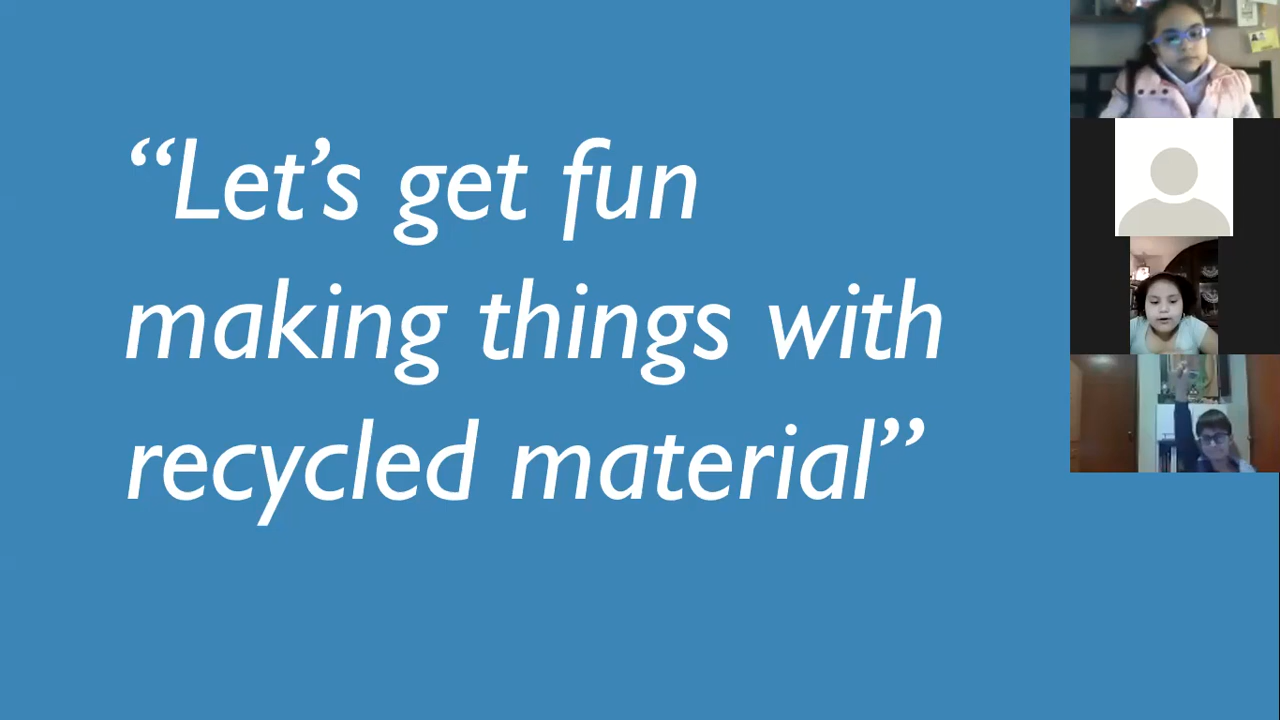 “Let’s get fun
making things with
recycled material”